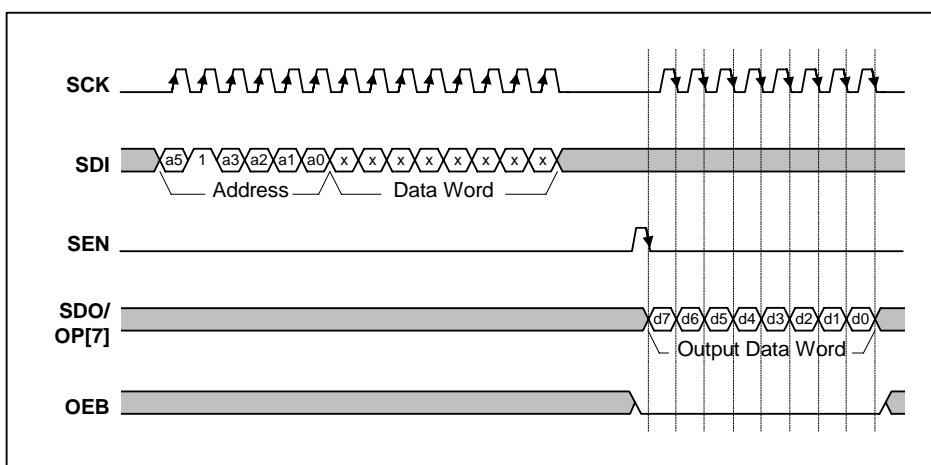 SCK
SDI
a5 1 a3 a2 a1 a0 x x x x x x x x
Address Data Word
SEN
SDO/
OP[7]
d7 d6 d5 d4 d3 d2 d1 d0
Output Data Word
OEB